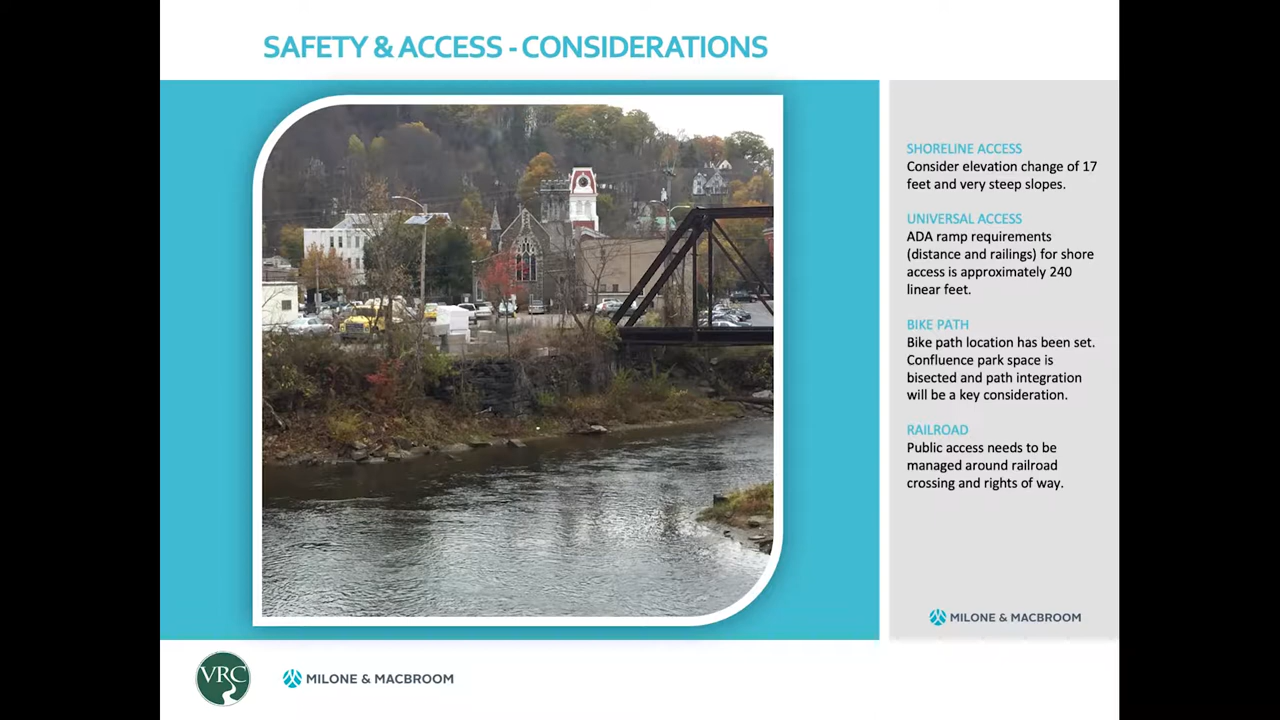 SAFETY & ACCESS - CONSIDERATIONS
SHORELINE ACCESS
Consider elevation change of 17
feet and very steep slopes.
UNIVERSAL ACCESS
ADA ramp requirements
(distance and railings) for shore
access is approximately 240
linear feet.
BIKE PATH
Bike path location has been set.
Confluence park space is
bisected and path integration
will be a key consideration.
RAILROAD
Public access needs to be
managed around railroad
crossing and rights of way.
MILONE & MACBROOM
VRC
MILONE & MACBROOM